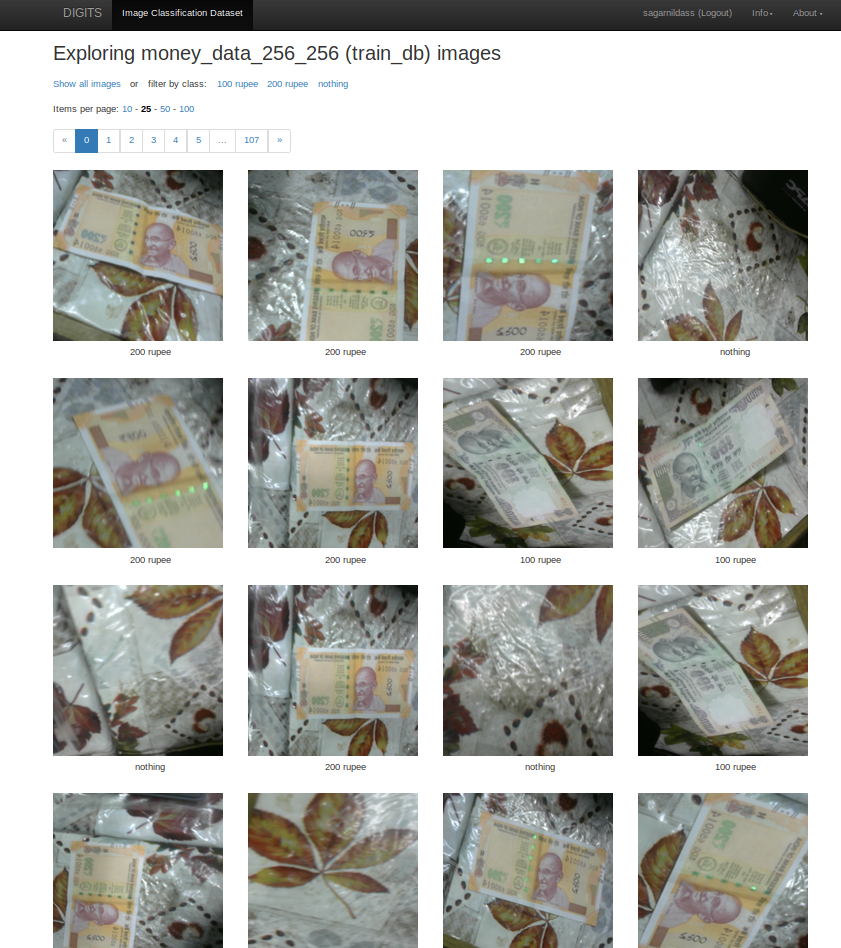 DIGITS Image Classification Dataset sagarnildass (Logout) Info About
Exploring money_data_256_256 (train_db) images
Show all images or filter by class: 100 rupee 200 rupee nothing
Items per page: 10 - 25 - 50 - 100
« 0 1 2 3 4 5 ... 107 »
200 rupee 200 rupee 200 rupee nothing
200 rupee 200 rupee 100 rupee 100 rupee
nothing 200 rupee nothing 100 rupee